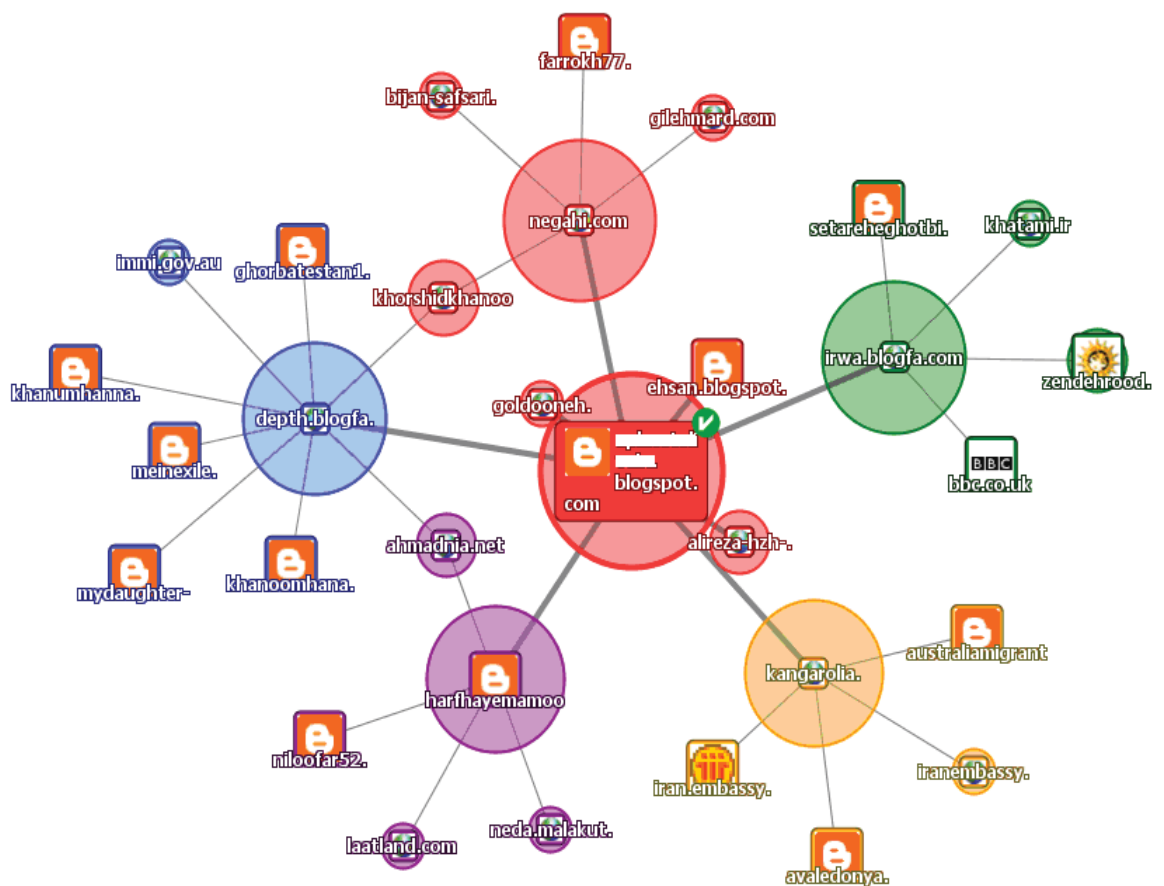 farrokh77.
bijan-safsari.
gilehmard.com
negahi.com
setareheghotbi.
khatami.ir
immi.gov.au
ghorbatestan1.
khorshidkhanoo
irwa.blogfa.com
zendehrood.
khanumhanna.
ehsan.blogspot.
goldooneh.
depth.blogfa.
meinexile.
blogspot.
com
BBC
bbc.co.uk
ahmadnia.net
alireza-hzh-.
mydaughter-
khanoomhana.
australiamigrant
kangarolia.
harfhayemamoo
niloofar52.
iran.embassy.
iranembassy.
neda.malakut.
laatland.com
avaledonya.